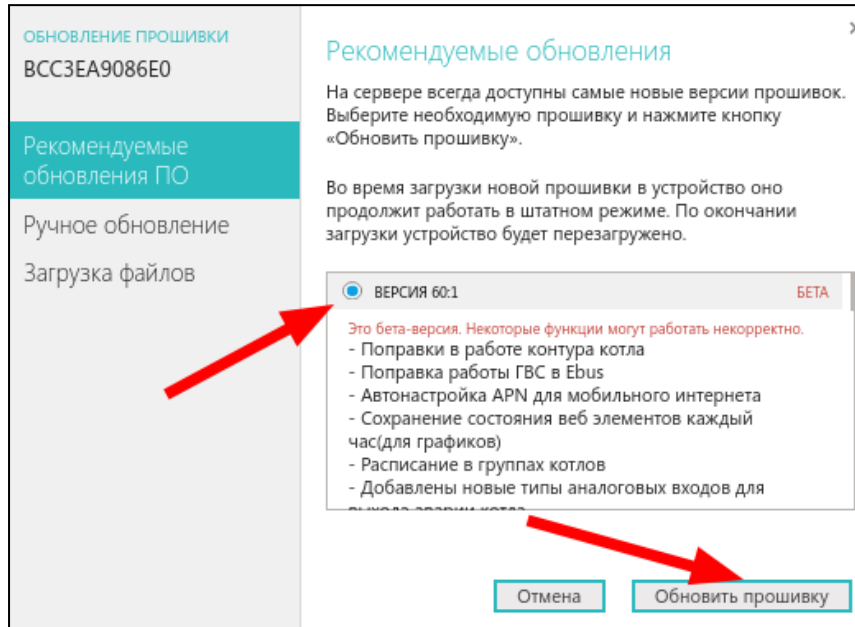 ОБНОВЛЕНИЕ ПРОШИВКИ
BCC3EA9086E0
Рекомендуемые
обновления ПО
Ручное обновление
Загрузка файлов
Рекомендуемые обновления
На сервере всегда доступны самые новые версии прошивок.
Выберите необходимую прошивку и нажмите кнопку
«Обновить прошивку».
Во время загрузки новой прошивки в устройство оно
продолжит работать в штатном режиме. По окончании
загрузки устройство будет перезагружено.
ВЕРСИЯ 60:1 БЕТА
Это бета-версия. Некоторые функции могут работать некорректно.
- Поправки в работе контура котла
- Поправка работы ГВС в Ebus
- Автонастройка APN для мобильного интернета
- Сохранение состояния веб элементов каждый
час(для графиков)
- Расписание в группах котлов
- Добавлены новые типы аналоговых входов для
выхода аварии котла
Отмена
Обновить прошивку